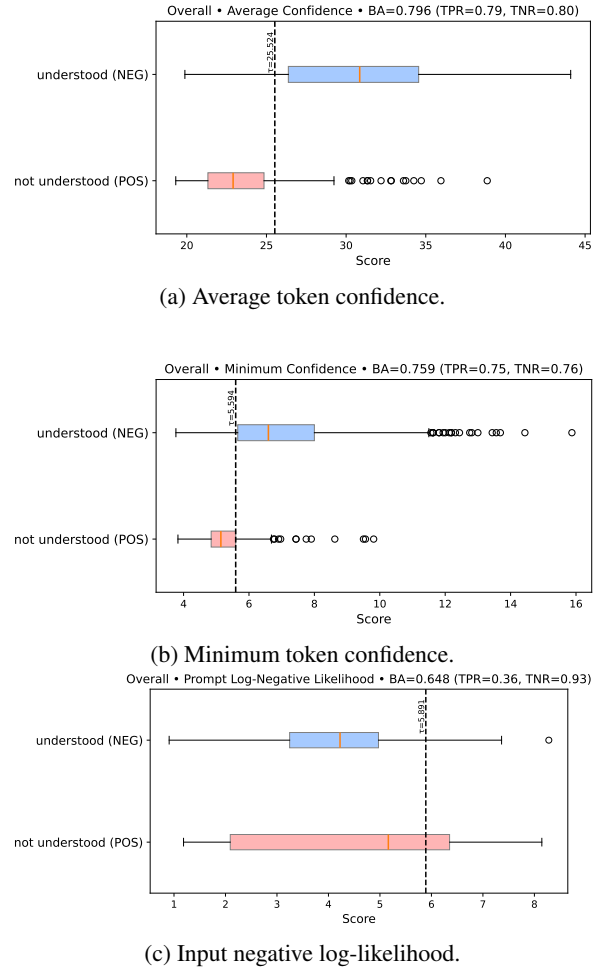 Overall • Average Confidence • BA=0.796 (TPR=0.79, TNR=0.80)
τ=25.524
understood (NEG)
not understood (POS)
20 25 30 35 40 45
Score
(a) Average token confidence.
Overall • Minimum Confidence • BA=0.759 (TPR=0.75, TNR=0.76)
τ=5.594
understood (NEG)
not understood (POS)
4 6 8 10 12 14 16
Score
(b) Minimum token confidence.
Overall • Prompt Log-Negative Likelihood • BA=0.648 (TPR=0.36, TNR=0.93)
τ=5.891
understood (NEG)
not understood (POS)
1 2 3 4 5 6 7 8
Score
(c) Input negative log-likelihood.